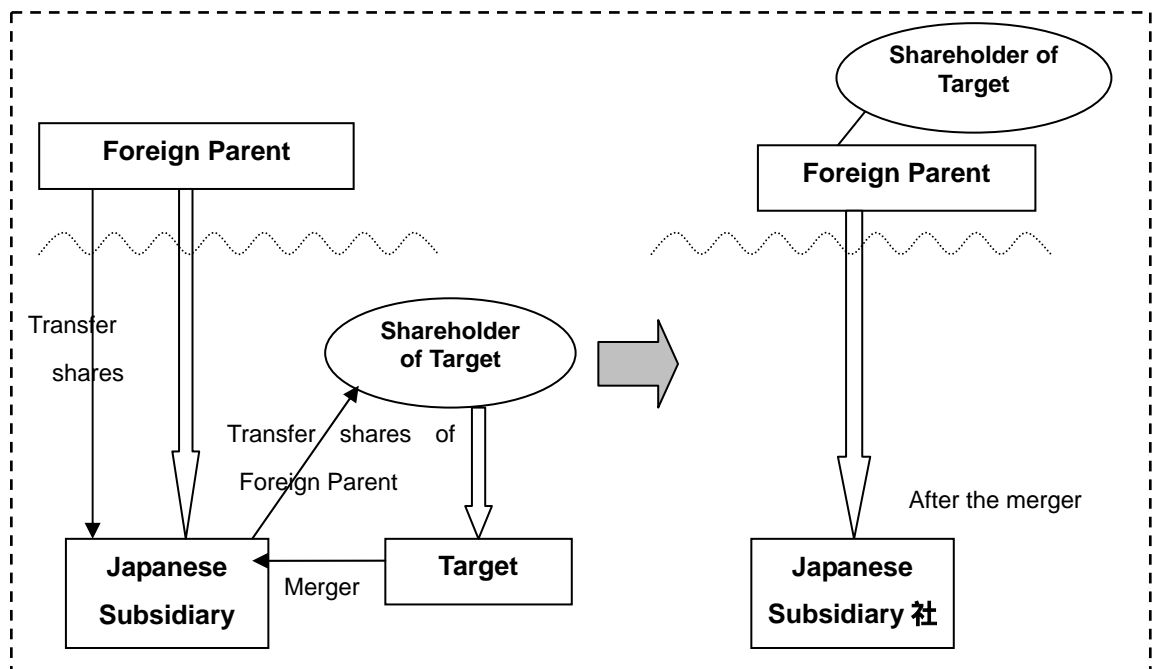 Shareholder of
Target
Foreign Parent
Foreign Parent
Transfer
shares
Shareholder
of Target
Transfer shares of
Foreign Parent
After the merger
Japanese
Subsidiary
Merger
Target
Japanese
Subsidiary 社